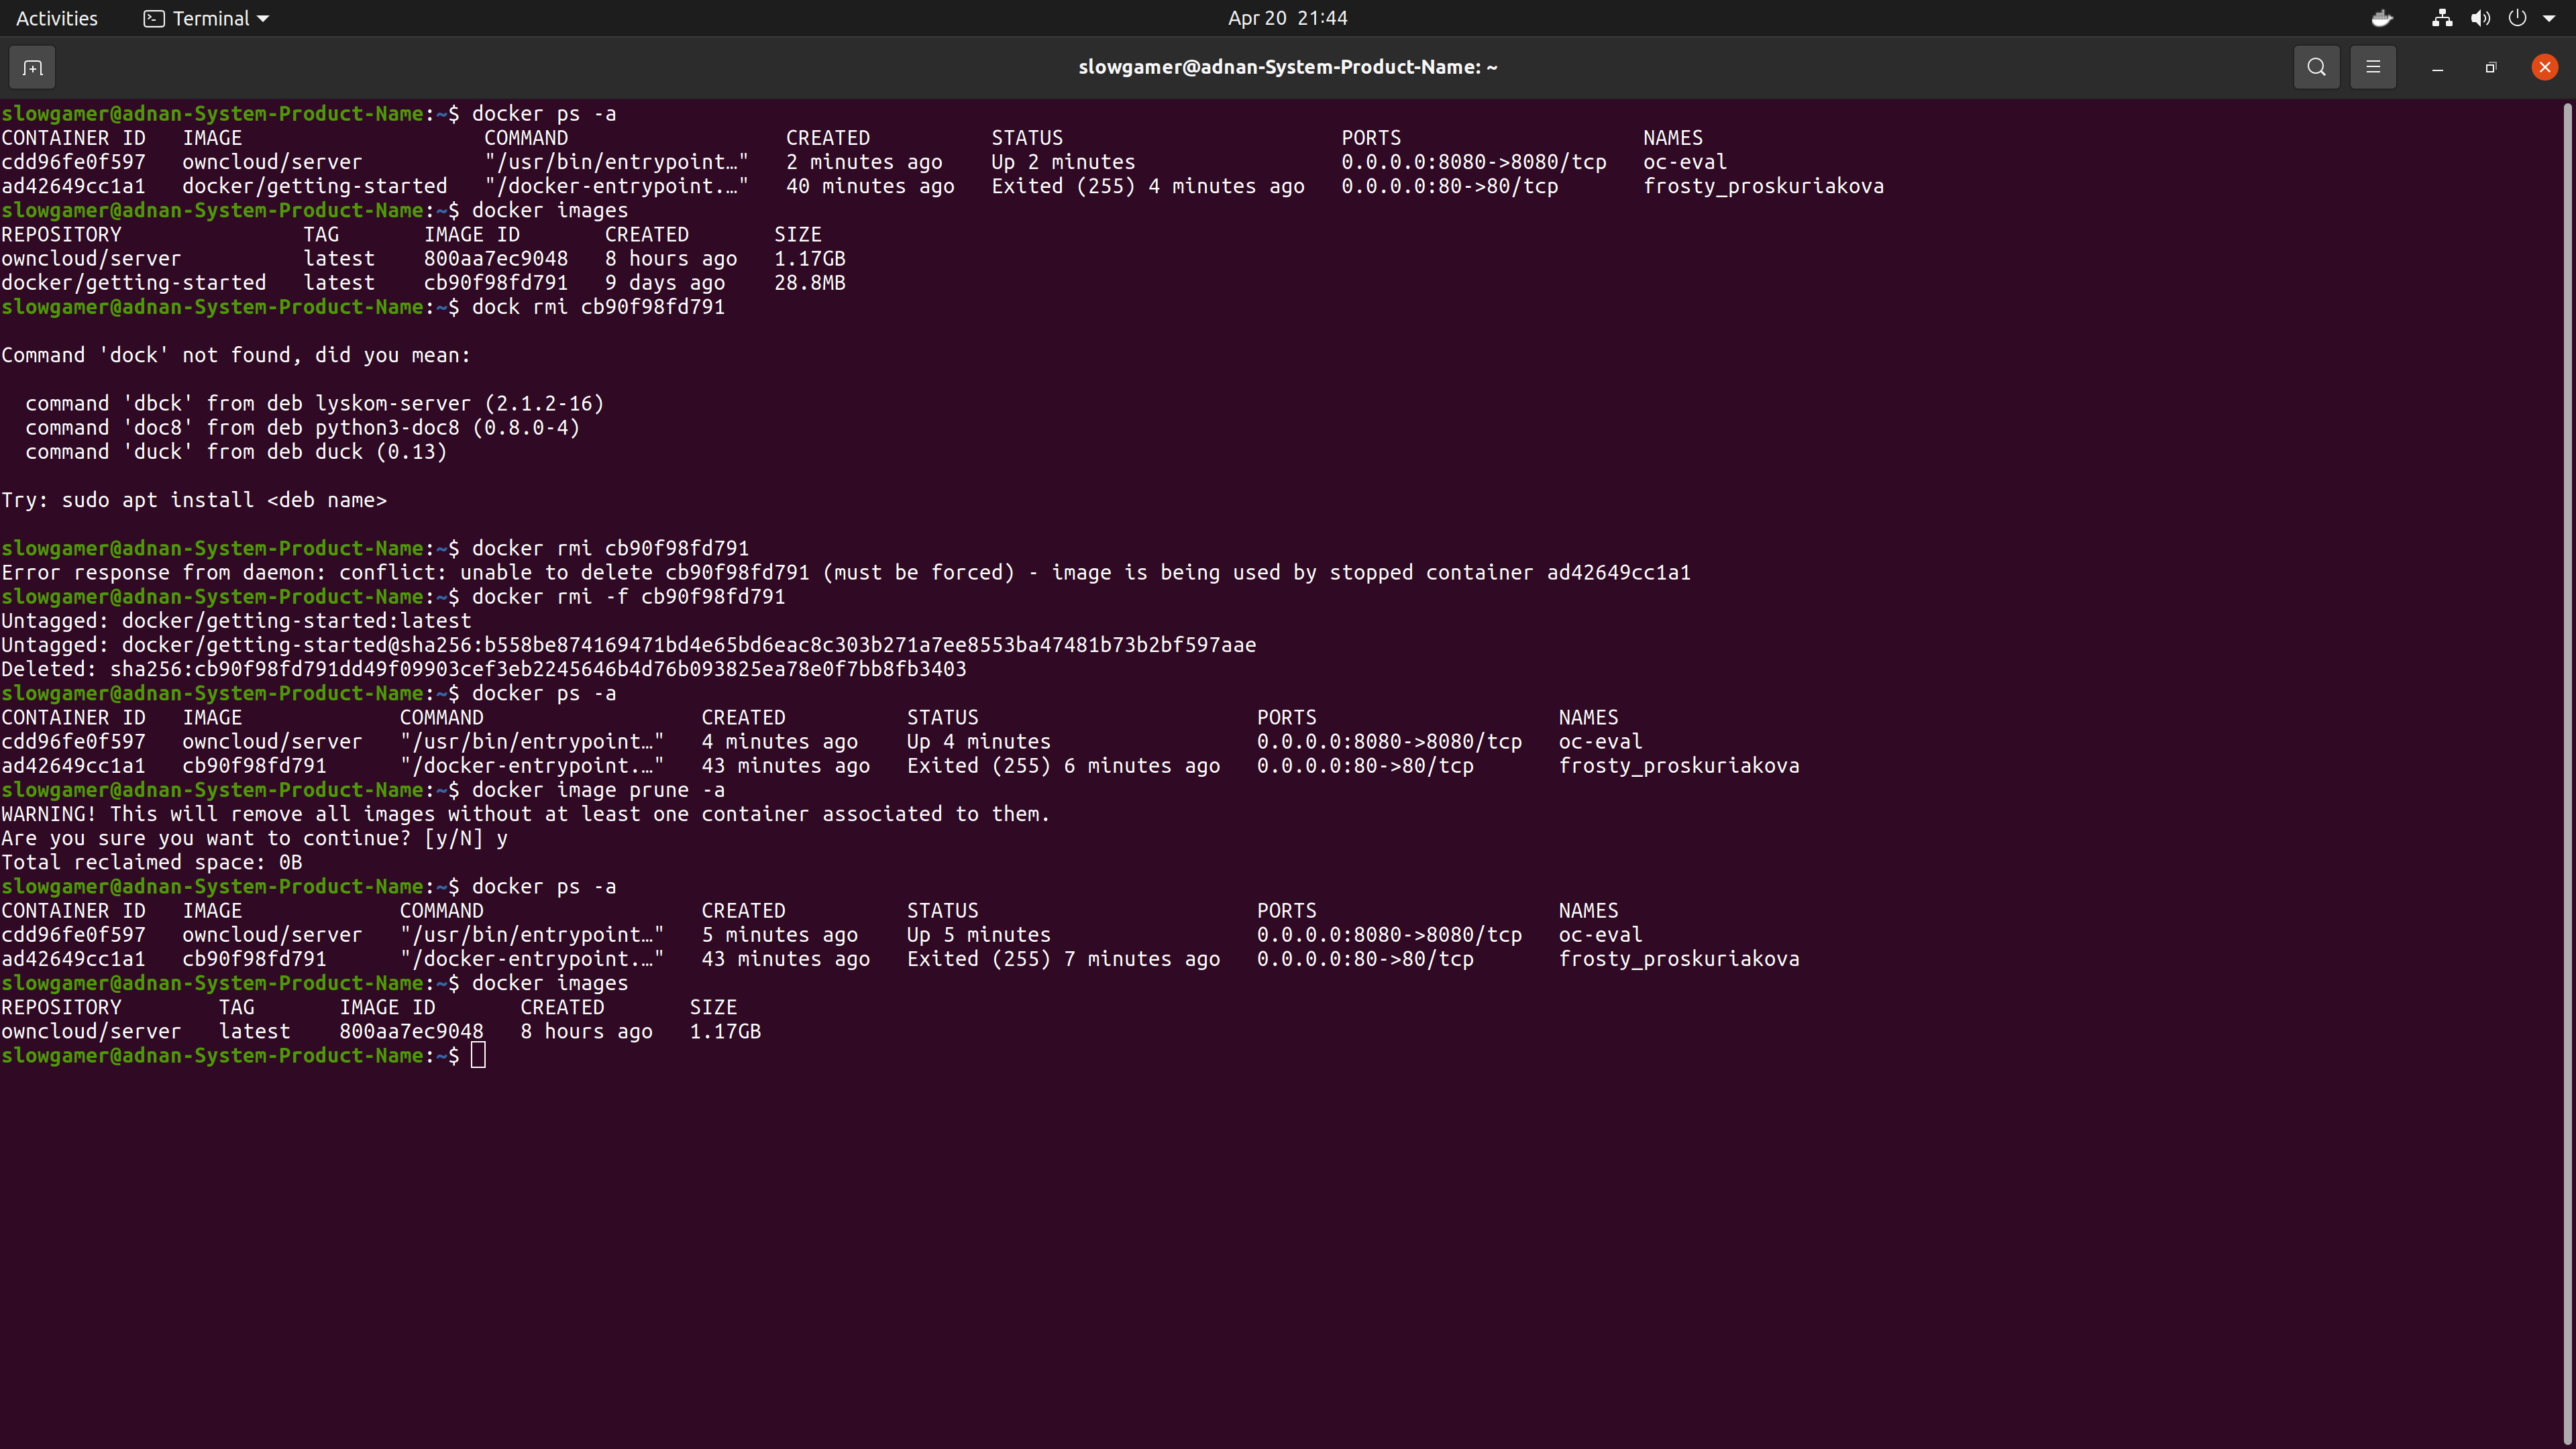 Activities Terminal Apr 20 21:44
slowgamer@adnan-System-Product-Name: ~
slowgamer@adnan-System-Product-Name:~$ docker ps -a
CONTAINER ID   IMAGE                    COMMAND                  CREATED          STATUS                       PORTS                    NAMES
cdd96fe0f597   owncloud/server          "/usr/bin/entrypoint…"   2 minutes ago    Up 2 minutes                 0.0.0.0:8080->8080/tcp   oc-eval
ad42649cc1a1   docker/getting-started   "/docker-entrypoint.…"   40 minutes ago   Exited (255) 4 minutes ago   0.0.0.0:80->80/tcp       frosty_proskuriakova
slowgamer@adnan-System-Product-Name:~$ docker images
REPOSITORY               TAG       IMAGE ID       CREATED       SIZE
owncloud/server          latest    800aa7ec9048   8 hours ago   1.17GB
docker/getting-started   latest    cb90f98fd791   9 days ago    28.8MB
slowgamer@adnan-System-Product-Name:~$ dock rmi cb90f98fd791
Command 'dock' not found, did you mean:
  command 'dbck' from deb lyskom-server (2.1.2-16)
  command 'doc8' from deb python3-doc8 (0.8.0-4)
  command 'duck' from deb duck (0.13)
Try: sudo apt install <deb name>
slowgamer@adnan-System-Product-Name:~$ docker rmi cb90f98fd791
Error response from daemon: conflict: unable to delete cb90f98fd791 (must be forced) - image is being used by stopped container ad42649cc1a1
slowgamer@adnan-System-Product-Name:~$ docker rmi -f cb90f98fd791
Untagged: docker/getting-started:latest
Untagged: docker/getting-started@sha256:b558be874169471bd4e65bd6eac8c303b271a7ee8553ba47481b73b2bf597aae
Deleted: sha256:cb90f98fd791dd49f09903cef3eb2245646b4d76b093825ea78e0f7bb8fb3403
slowgamer@adnan-System-Product-Name:~$ docker ps -a
CONTAINER ID   IMAGE             COMMAND                  CREATED          STATUS                       PORTS                    NAMES
cdd96fe0f597   owncloud/server   "/usr/bin/entrypoint…"   4 minutes ago    Up 4 minutes                 0.0.0.0:8080->8080/tcp   oc-eval
ad42649cc1a1   cb90f98fd791      "/docker-entrypoint.…"   43 minutes ago   Exited (255) 6 minutes ago   0.0.0.0:80->80/tcp       frosty_proskuriakova
slowgamer@adnan-System-Product-Name:~$ docker image prune -a
WARNING! This will remove all images without at least one container associated to them.
Are you sure you want to continue? [y/N] y
Total reclaimed space: 0B
slowgamer@adnan-System-Product-Name:~$ docker ps -a
CONTAINER ID   IMAGE             COMMAND                  CREATED          STATUS                       PORTS                    NAMES
cdd96fe0f597   owncloud/server   "/usr/bin/entrypoint…"   5 minutes ago    Up 5 minutes                 0.0.0.0:8080->8080/tcp   oc-eval
ad42649cc1a1   cb90f98fd791      "/docker-entrypoint.…"   43 minutes ago   Exited (255) 7 minutes ago   0.0.0.0:80->80/tcp       frosty_proskuriakova
slowgamer@adnan-System-Product-Name:~$ docker images
REPOSITORY        TAG       IMAGE ID       CREATED       SIZE
owncloud/server   latest    800aa7ec9048   8 hours ago   1.17GB
slowgamer@adnan-System-Product-Name:~$